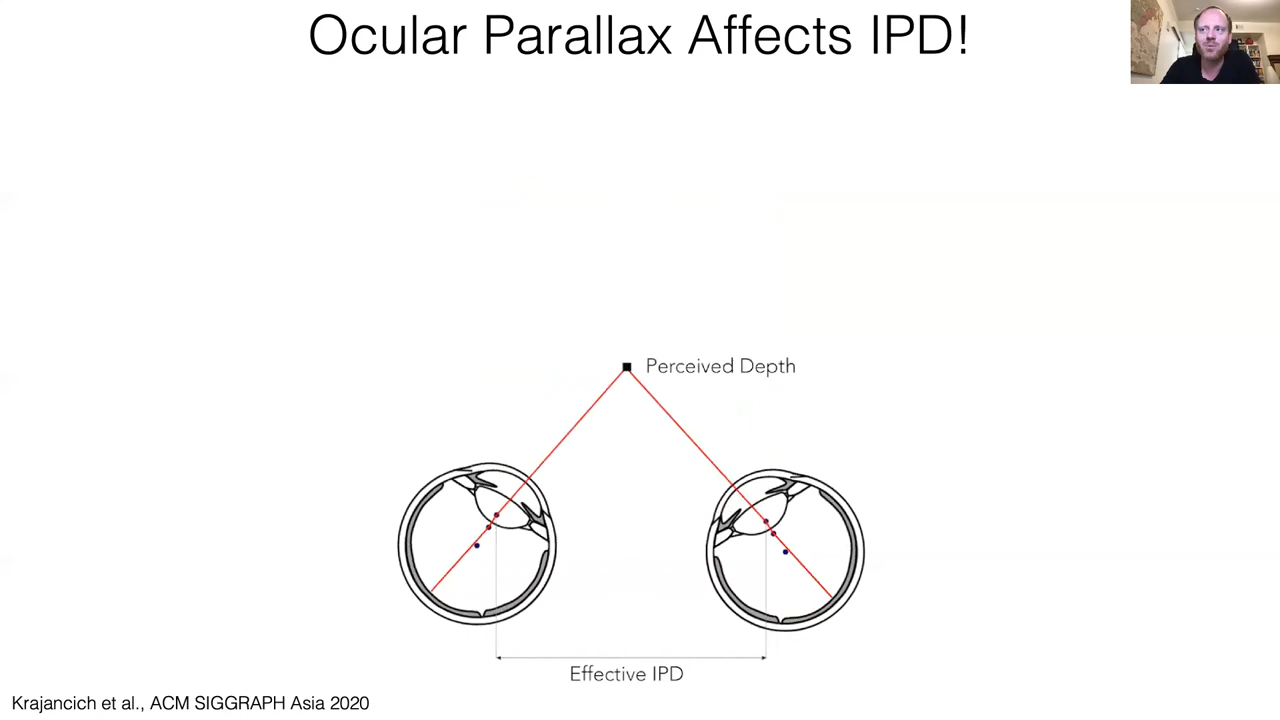 Ocular Parallax Affects IPD!
Perceived Depth
Effective IPD
Krajancich et al., ACM SIGGRAPH Asia 2020